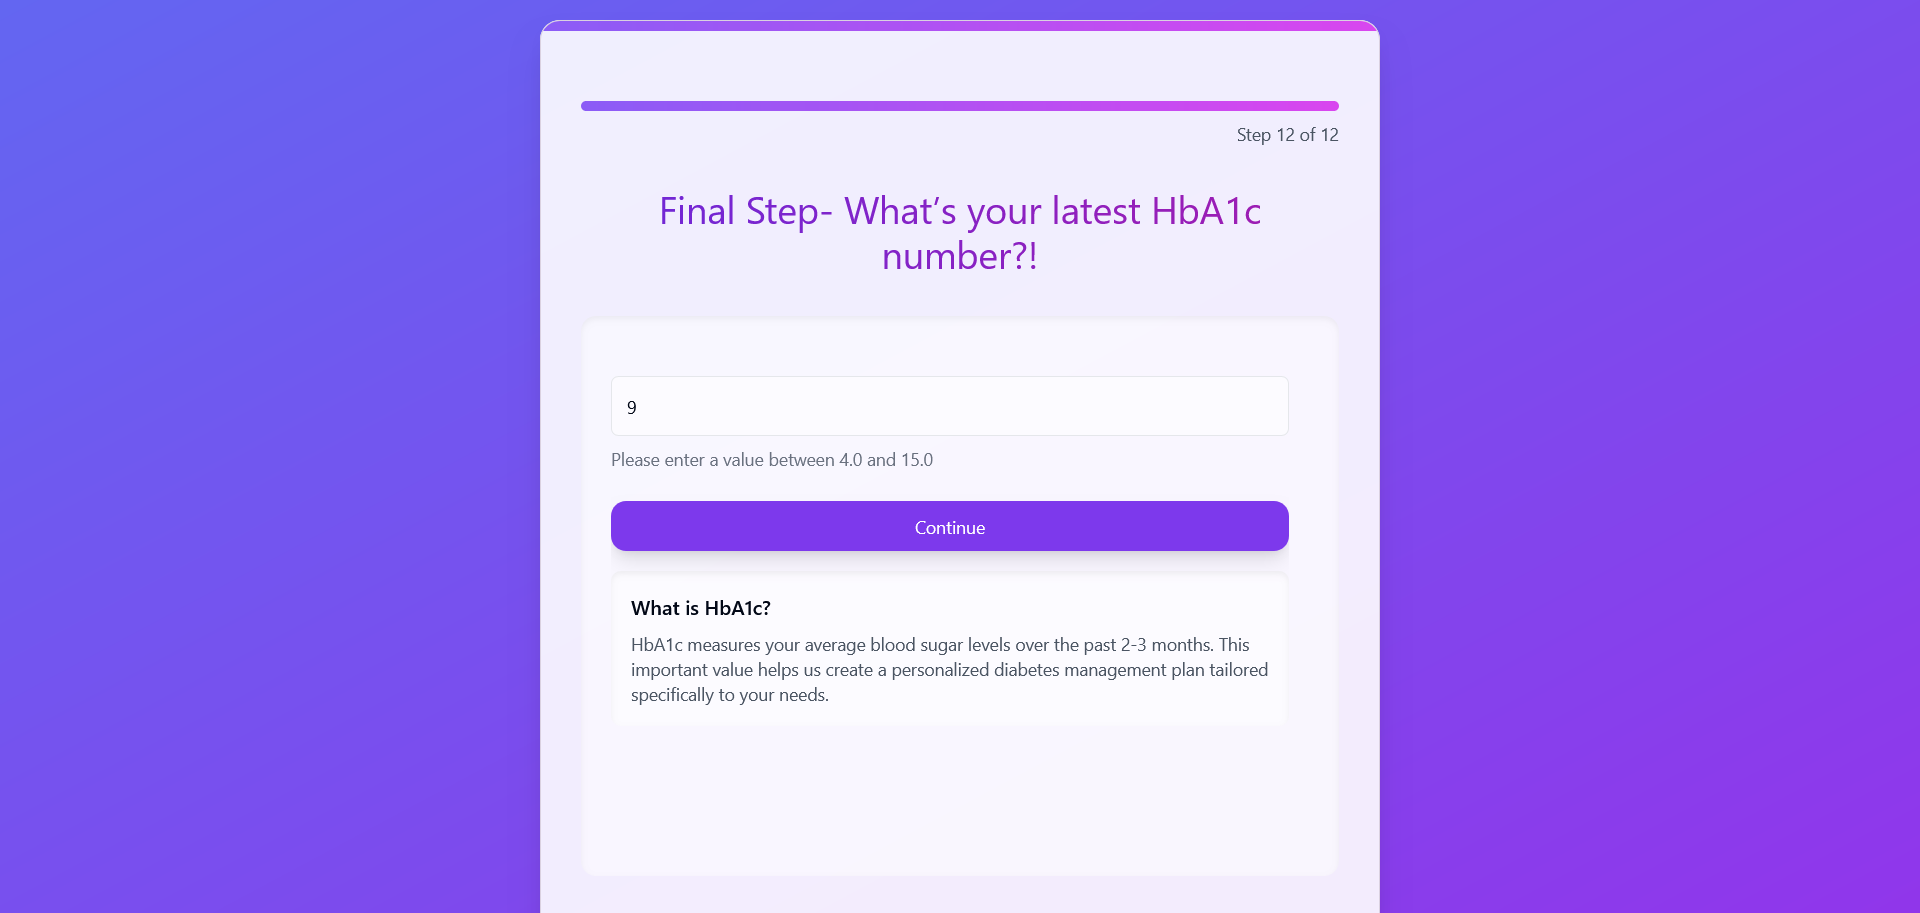 Step 12 of 12
Final Step- What’s your latest HbA1c
number?!
9
Please enter a value between 4.0 and 15.0
Continue
What is HbA1c?
HbA1c measures your average blood sugar levels over the past 2-3 months. This
important value helps us create a personalized diabetes management plan tailored
specifically to your needs.